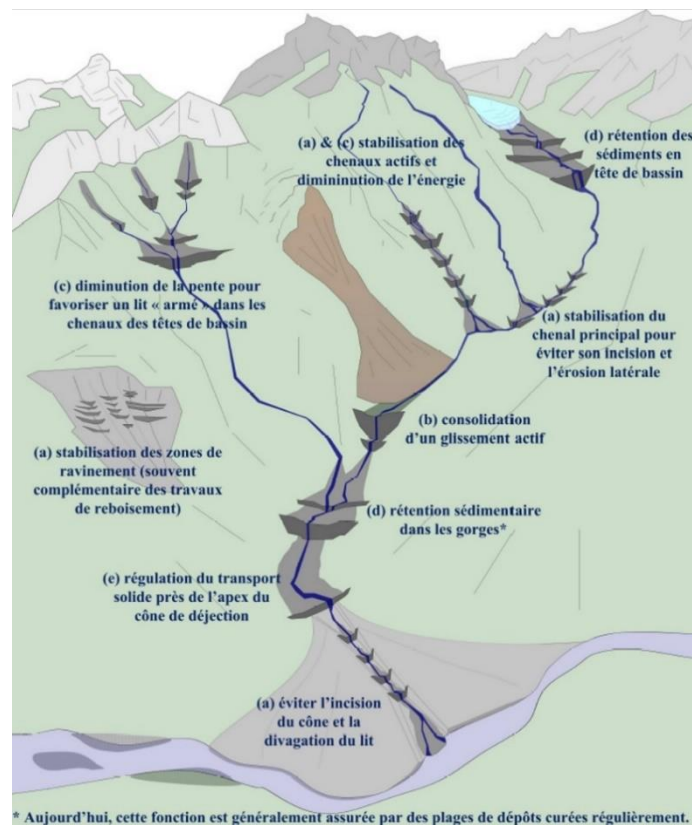 (a) & (c) stabilisation des
chenaux actifs et
dimininution de l'énergie
(d) rétention des
sédiments en
tête de bassin
(c) diminution de la pente pour
favoriser un lit « armé » dans les
chenaux des têtes de bassin
(a) stabilisation du
chenal principal pour
éviter son incision et
l'érosion latérale
(b) consolidation
d'un glissement actif
(a) stabilisation des zones de
ravinement (souvent
complémentaire des travaux
de reboisement)
(d) rétention sédimentaire
dans les gorges*
(e) régulation du transport
solide près de l'apex du
cône de déjection
(a) éviter l'incision
du cône et la
divagation du lit
* Aujourd'hui, cette fonction est généralement assurée par des plages de dépôts curées régulièrement.